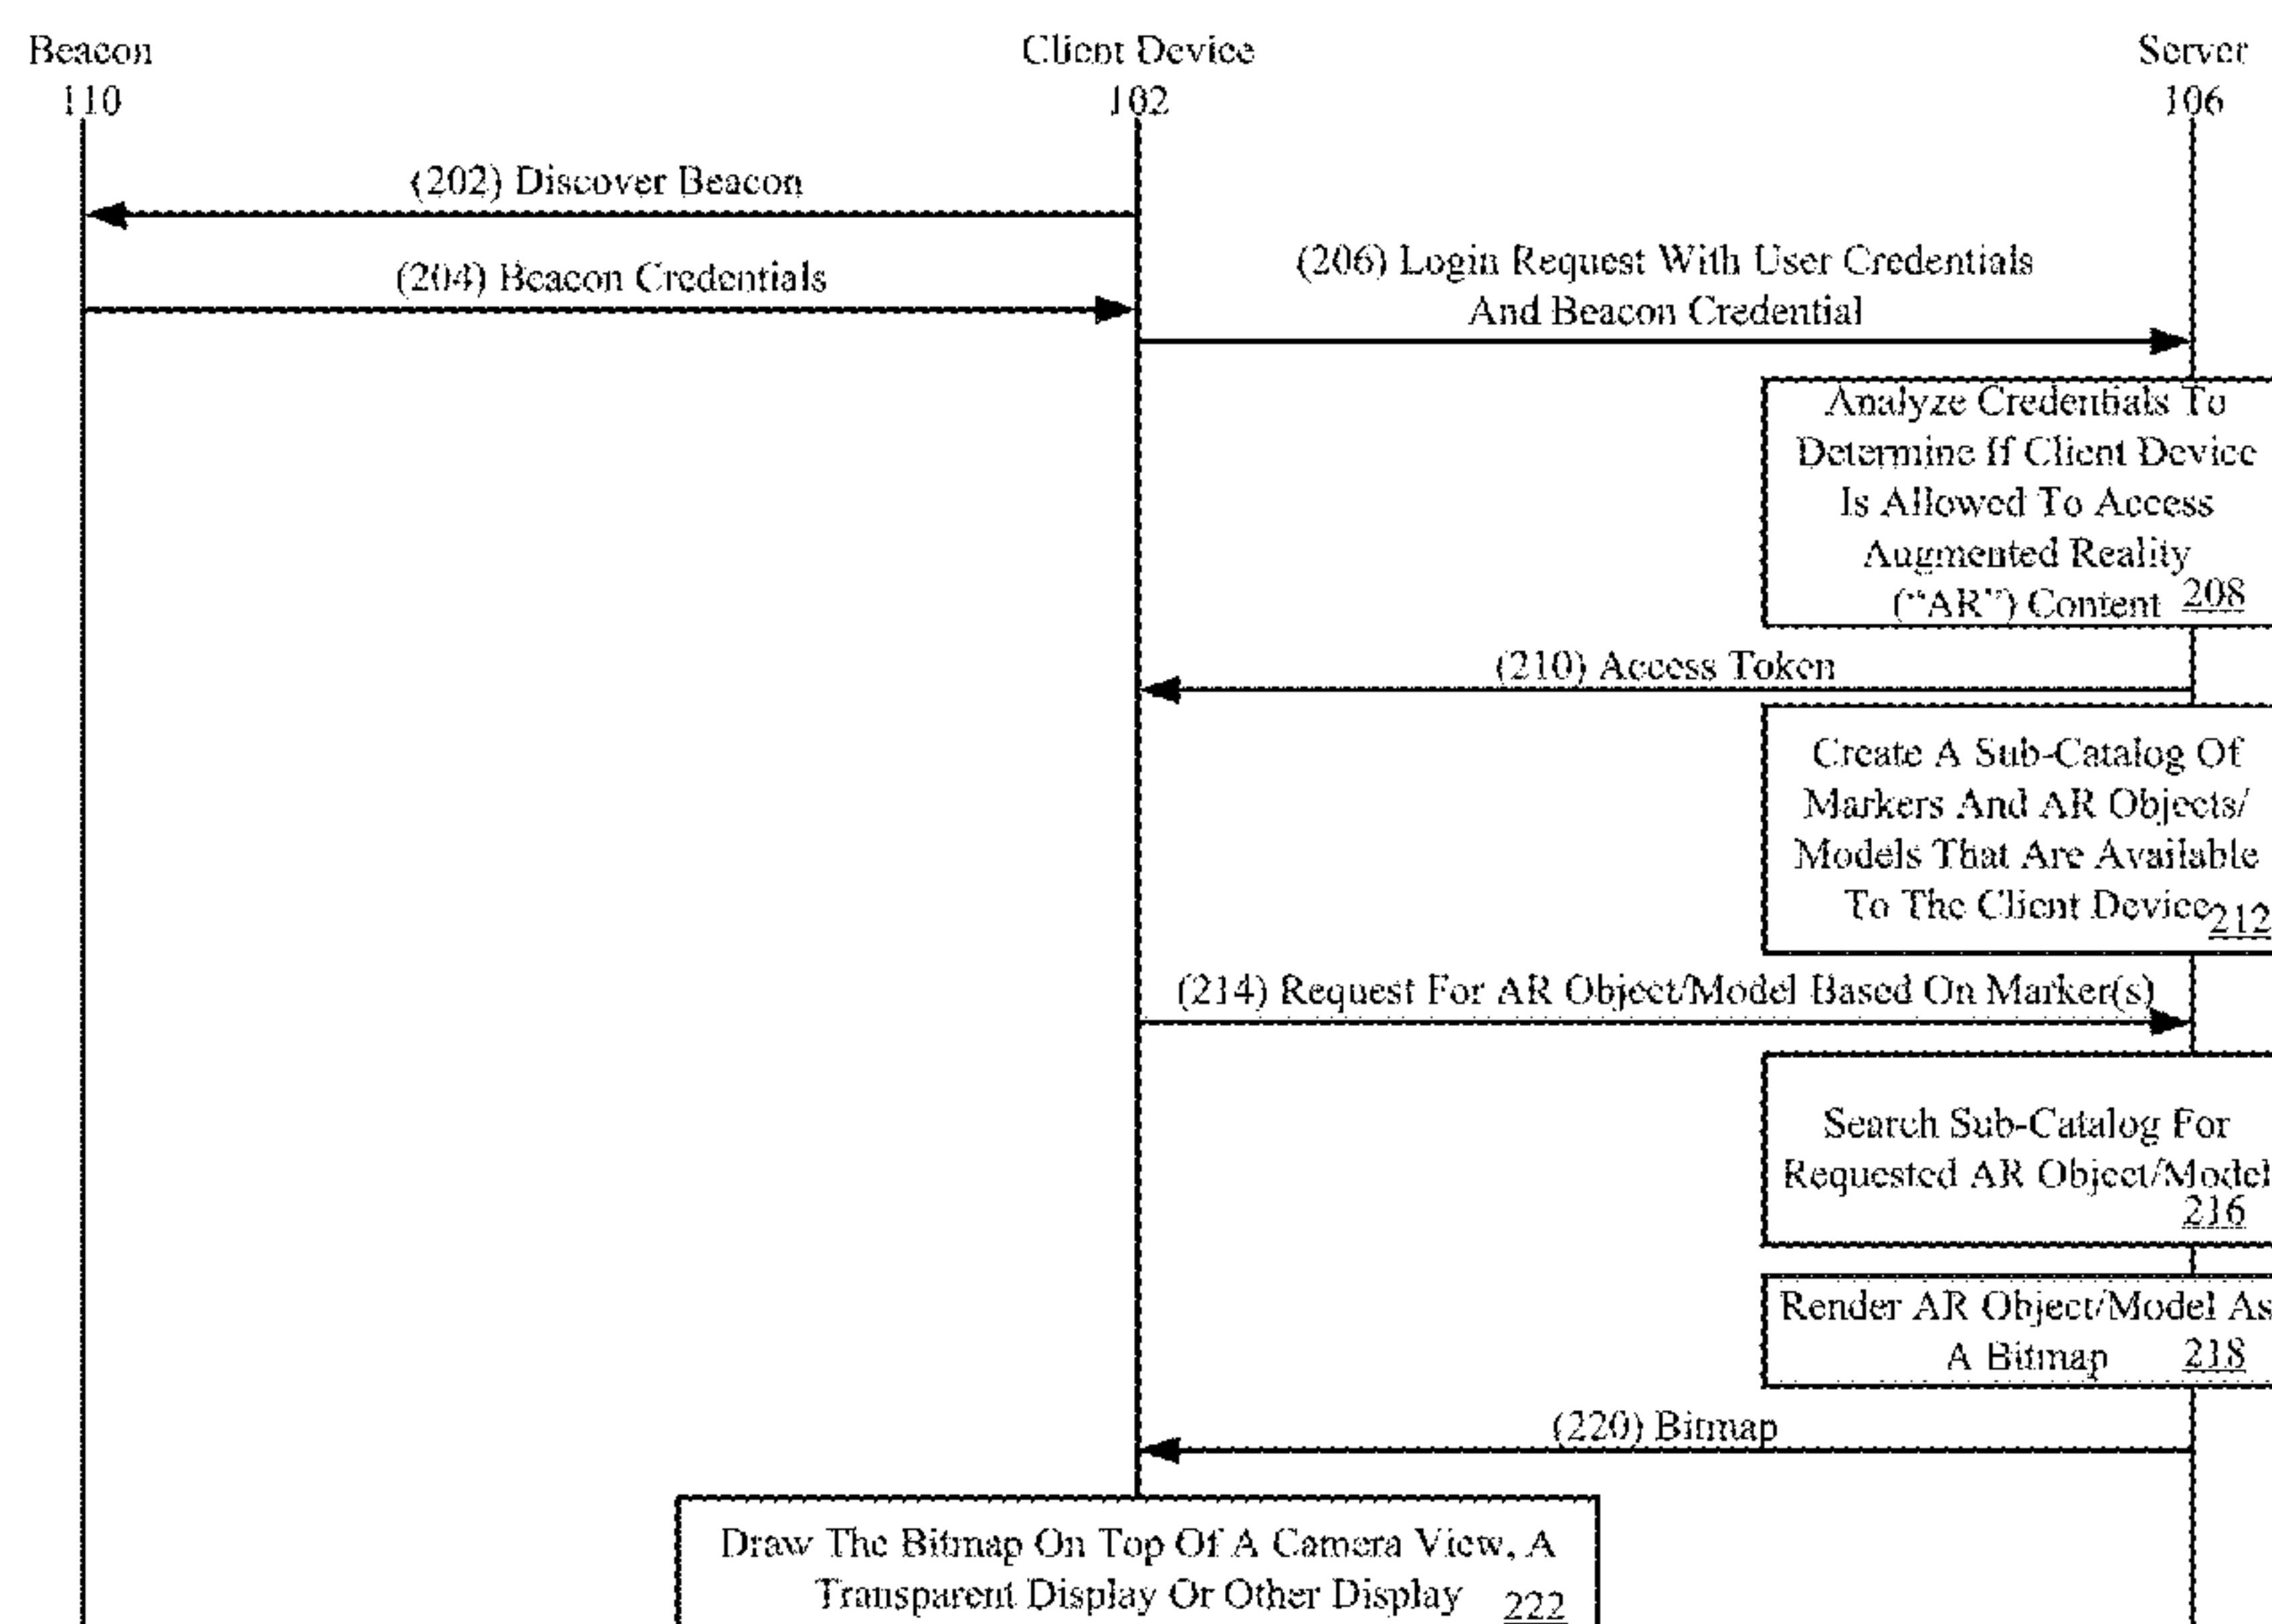 Beacon
110
Client Device
102
Server
106
(202) Discover Beacon
(204) Beacon Credentials
(206) Login Request With User Credentials
And Beacon Credential
Analyze Credentials To
Determine If Client Device
Is Allowed To Access
Augmented Reality
("AR") Content 208
(210) Access Token
Create A Sub-Catalog Of
Markers And AR Objects/
Models That Are Available
To The Client Device 212
(214) Request For AR Object/Model Based On Marker(s)
Search Sub-Catalog For
Requested AR Object/Model
216
Render AR Object/Model As
A Bitmap 218
(220) Bitmap
Draw The Bitmap On Top Of A Camera View, A
Transparent Display Or Other Display 222